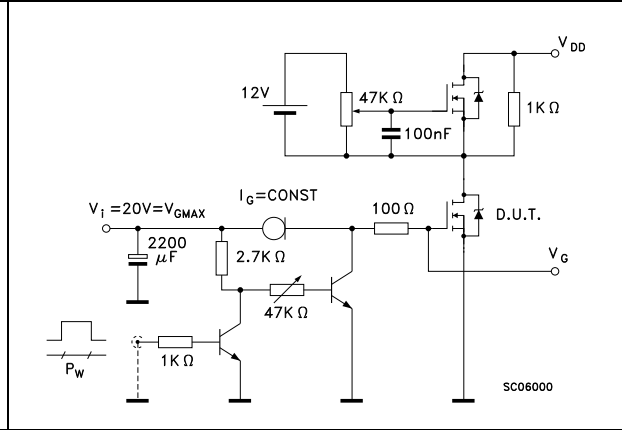 V DD
12V
47K Ω
1K Ω
100nF
I G =CONST
V i =20V=V GMAX
100 Ω
D.U.T.
2200
μF
2.7K Ω
V G
47K Ω
1K Ω
P W
SC06000